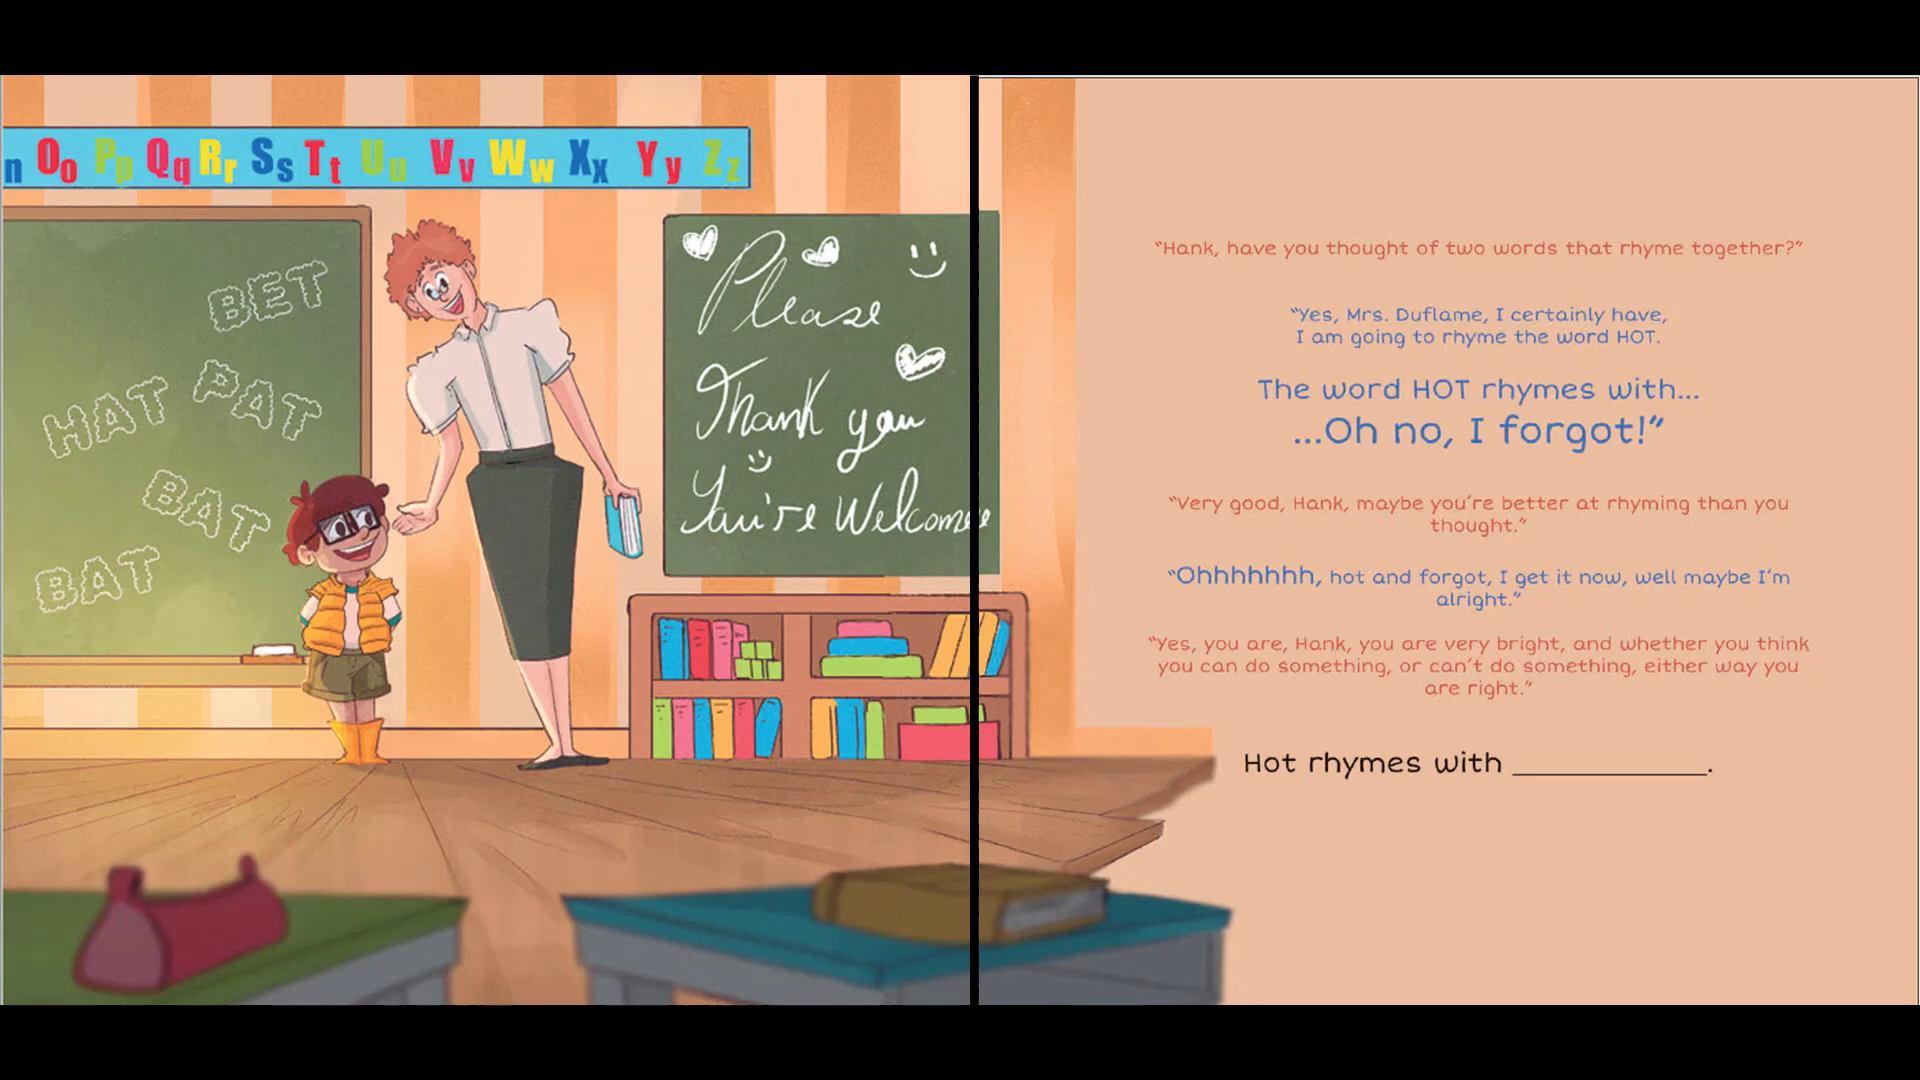 n Oo Pp Qq Rr Ss Tt Uu Vv Ww Xx Yy Zz
BET
HAT PAT
BAT
BAT
Please
Thank you
You're Welcome
“Hank, have you thought of two words that rhyme together?”
“Yes, Mrs. Duflame, I certainly have,
I am going to rhyme the word HOT.
The word HOT rhymes with...
...Oh no, I forgot!”
“Very good, Hank, maybe you’re better at rhyming than you
thought.”
“Ohhhhhhh, hot and forgot, I get it now, well maybe I’m
alright.”
“Yes, you are, Hank, you are very bright, and whether you think
you can do something, or can’t do something, either way you
are right.”
Hot rhymes with ____________.